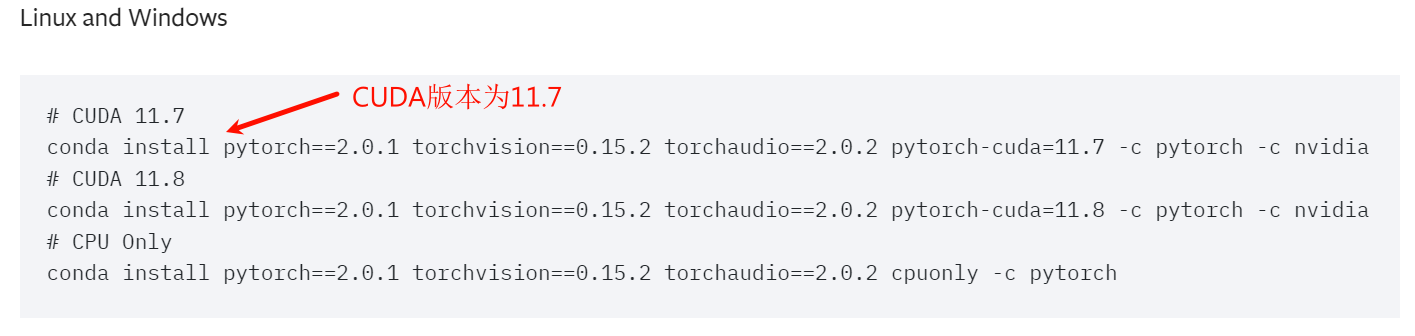 Linux and Windows
CUDA版本为11.7
# CUDA 11.7
conda install pytorch==2.0.1 torchvision==0.15.2 torchaudio==2.0.2 pytorch-cuda=11.7 -c pytorch -c nvidia
# CUDA 11.8
conda install pytorch==2.0.1 torchvision==0.15.2 torchaudio==2.0.2 pytorch-cuda=11.8 -c pytorch -c nvidia
# CPU Only
conda install pytorch==2.0.1 torchvision==0.15.2 torchaudio==2.0.2 cpuonly -c pytorch